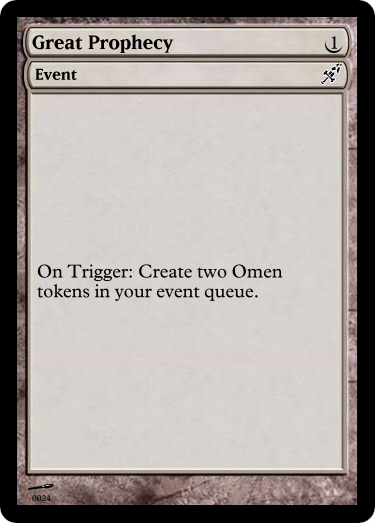 Great Prophecy 1
Event
On Trigger: Create two Omen
tokens in your event queue.
0024